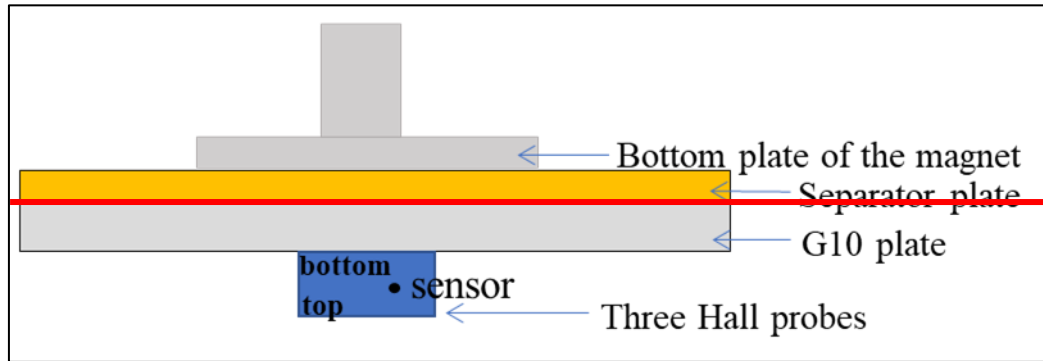 Bottom plate of the magnet
Separator plate
G10 plate
bottom
sensor
top
Three Hall probes